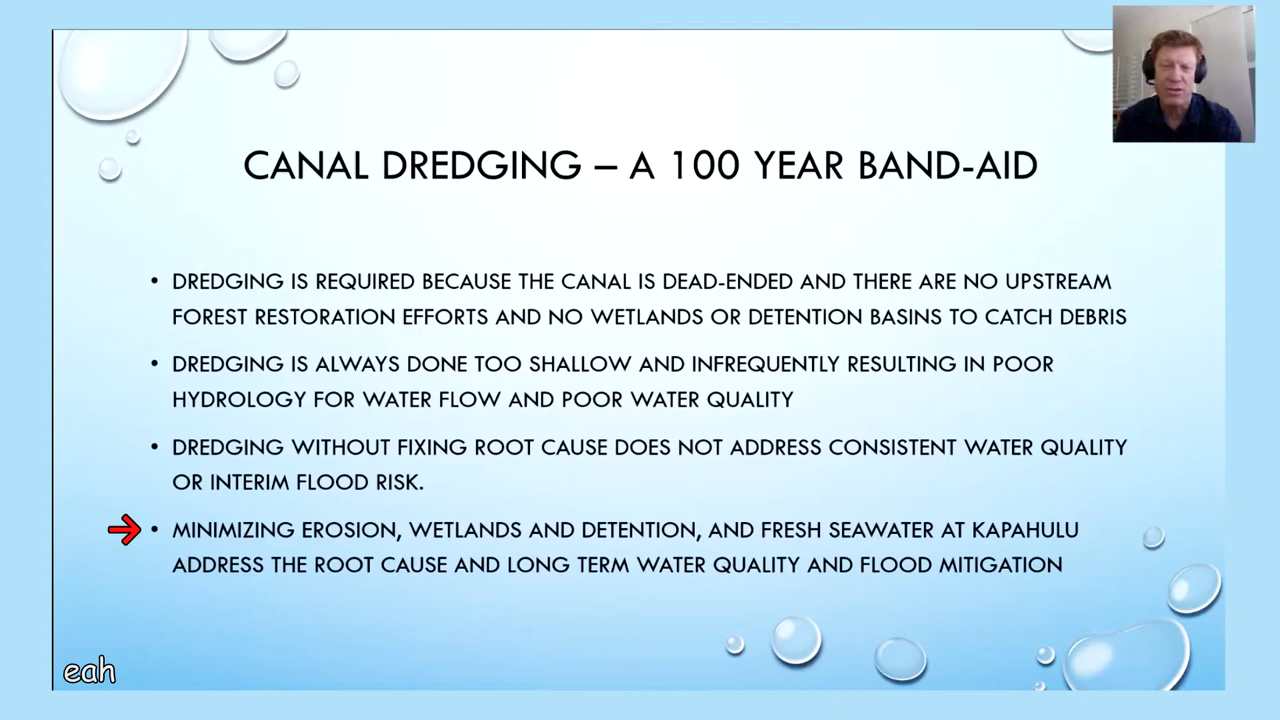 CANAL DREDGING – A 100 YEAR BAND-AID
• DREDGING IS REQUIRED BECAUSE THE CANAL IS DEAD-ENDED AND THERE ARE NO UPSTREAM
FOREST RESTORATION EFFORTS AND NO WETLANDS OR DETENTION BASINS TO CATCH DEBRIS
• DREDGING IS ALWAYS DONE TOO SHALLOW AND INFREQUENTLY RESULTING IN POOR
HYDROLOGY FOR WATER FLOW AND POOR WATER QUALITY
• DREDGING WITHOUT FIXING ROOT CAUSE DOES NOT ADDRESS CONSISTENT WATER QUALITY
OR INTERIM FLOOD RISK.
• MINIMIZING EROSION, WETLANDS AND DETENTION, AND FRESH SEAWATER AT KAPAHULU
ADDRESS THE ROOT CAUSE AND LONG TERM WATER QUALITY AND FLOOD MITIGATION
eah